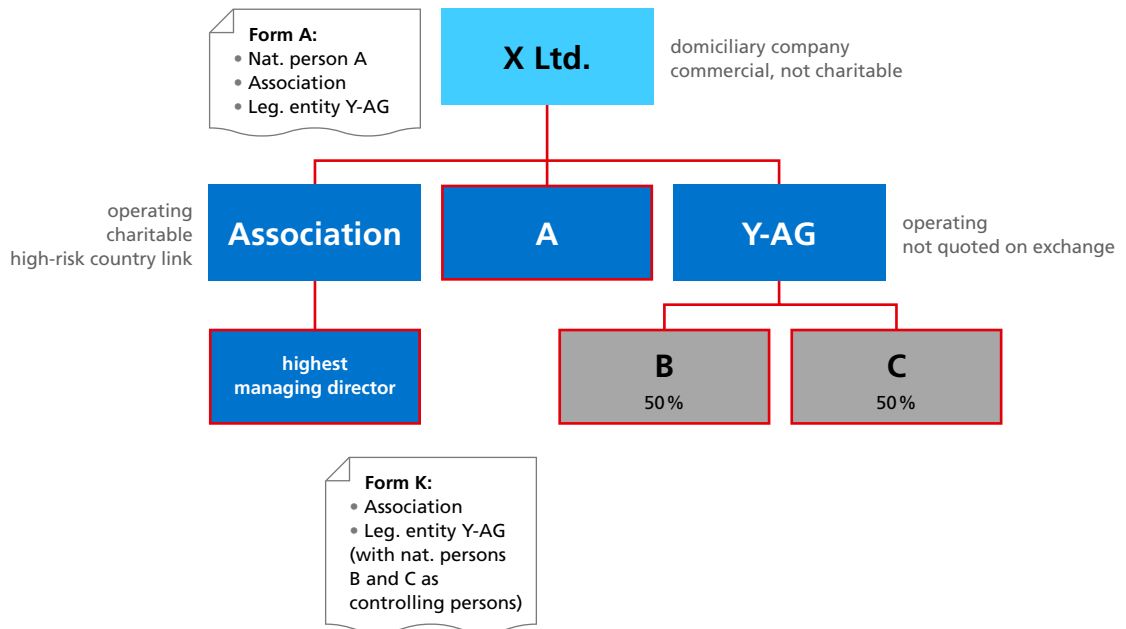 Form A:
• Nat. person A
• Association
• Leg. entity Y-AG
X Ltd.
domiciliary company
commercial, not charitable
operating
charitable
high-risk country link
Association
A
Y-AG
operating
not quoted on exchange
highest
managing director
B
50 %
C
50 %
Form K:
• Association
• Leg. entity Y-AG
(with nat. persons
B and C as
controlling persons)